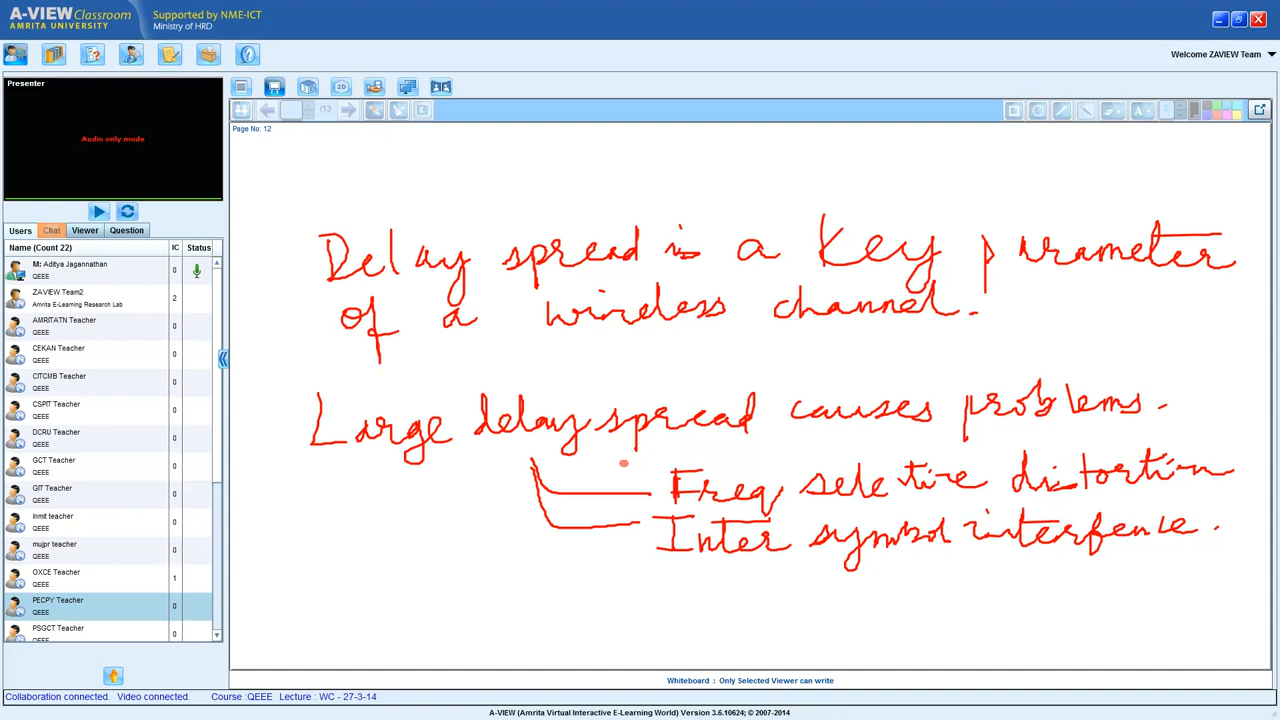 A-VIEW Classroom
AMRITA UNIVERSITY
Supported by NME-ICT
Ministry of HRD
Welcome ZAVIEW Team
Presenter
Audio only mode
Users Chat Viewer Question
Name (Count 22) IC Status
M: Aditya Jagannathan 0
QEEE
ZAVIEW Team2 2
Amrita E-Learning Research Lab
AMRITATN Teacher 0
QEEE
CEKAN Teacher 0
QEEE
CITCMB Teacher 0
QEEE
CSPIT Teacher 0
QEEE
DCRU Teacher 0
QEEE
GCT Teacher 0
QEEE
GIT Teacher 0
QEEE
Inmit teacher 0
QEEE
mujpr teacher 0
QEEE
OXCE Teacher 1
QEEE
PECPY Teacher 0
QEEE
PSGCT Teacher 0
QEEE
2D
/13
A 2
Page No: 12
Delay spread is a Key parameter
of a wireless channel.
Large delay spread causes problems.
Freq selective distortion
Inter symbol interfence.
Whiteboard : Only Selected Viewer can write
Collaboration connected. Video connected. Course :QEEE Lecture : WC - 27-3-14
A-VIEW (Amrita Virtual Interactive E-Learning World) Version 3.6.10624; © 2007-2014